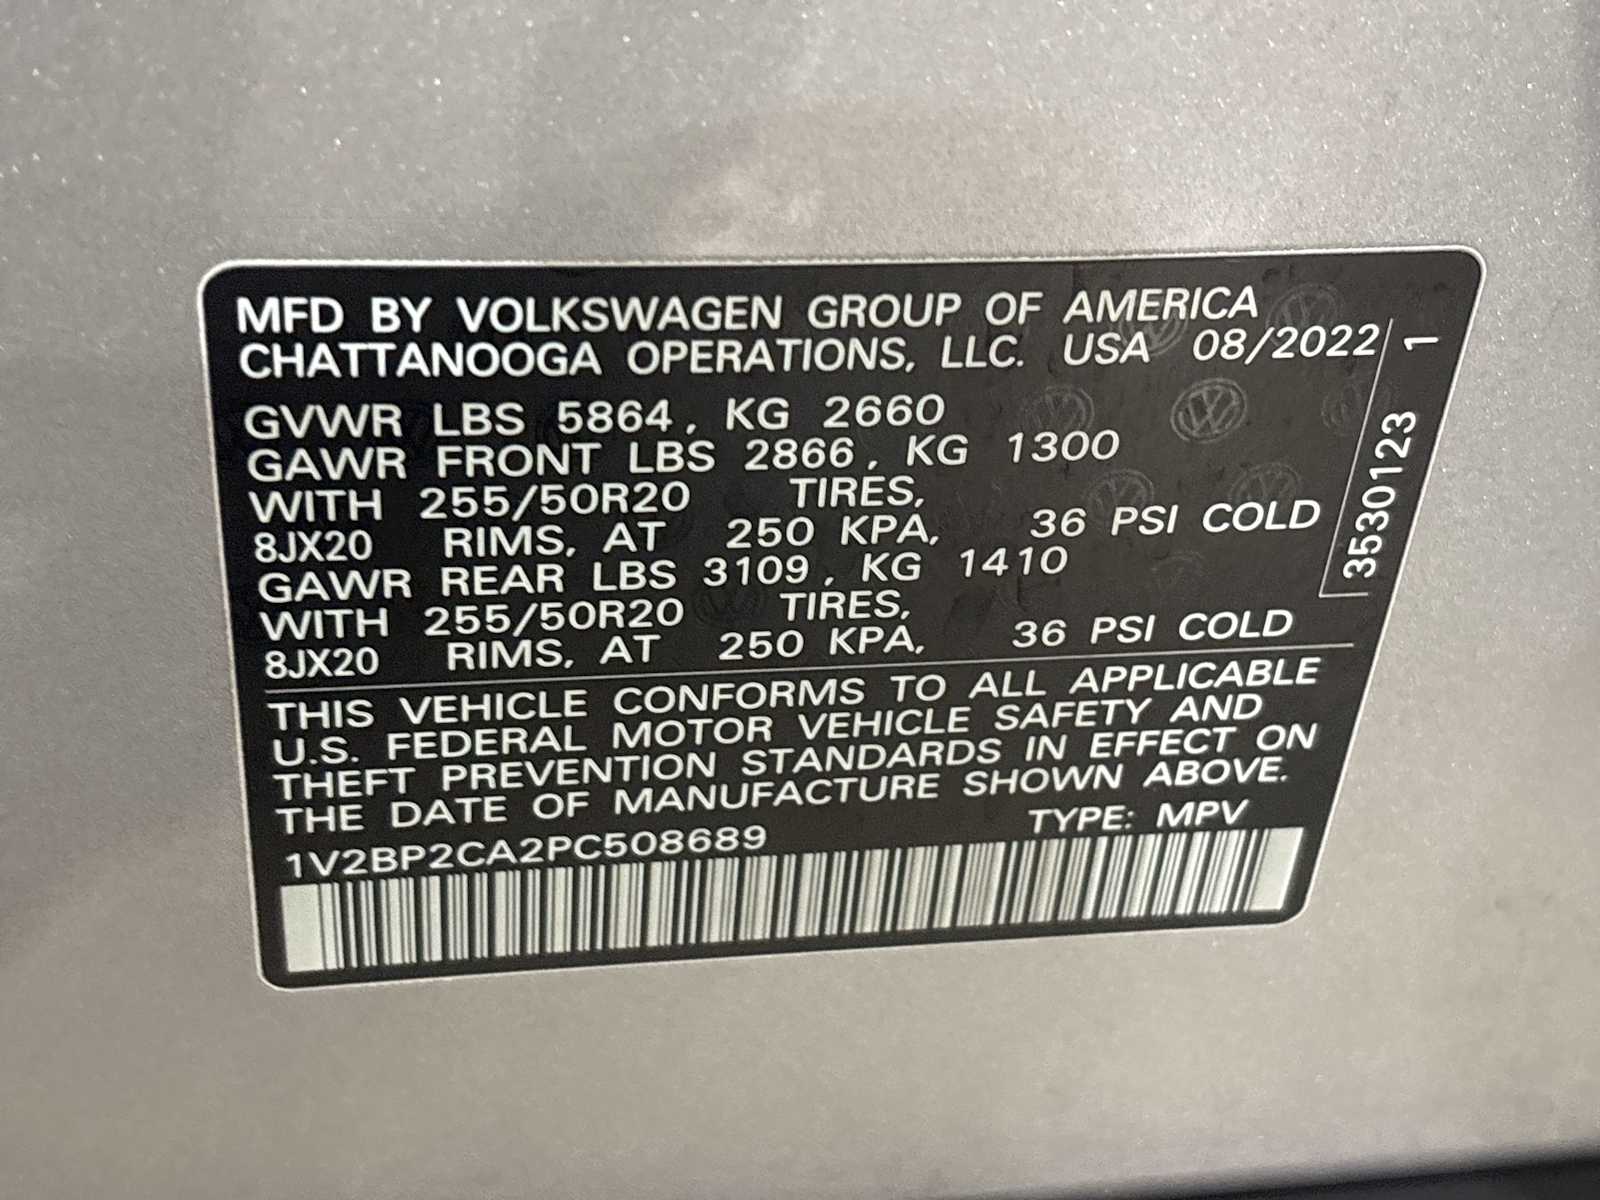 MFD BY VOLKSWAGEN GROUP OF AMERICA
CHATTANOOGA OPERATIONS, LLC. USA 08/2022
GVWR LBS 5864, KG 2660
GAWR FRONT LBS 2866, KG 1300
WITH 255/50R20 TIRES,
8JX20 RIMS, AT 250 KPA, 36 PSI COLD
GAWR REAR LBS 3109, KG 1410
WITH 255/50R20 TIRES,
8JX20 RIMS, AT 250 KPA, 36 PSI COLD
THIS VEHICLE CONFORMS TO ALL APPLICABLE
U.S. FEDERAL MOTOR VEHICLE SAFETY AND
THEFT PREVENTION STANDARDS IN EFFECT ON
THE DATE OF MANUFACTURE SHOWN ABOVE.
1V2BP2CA2PC508689 TYPE: MPV
3530123 1